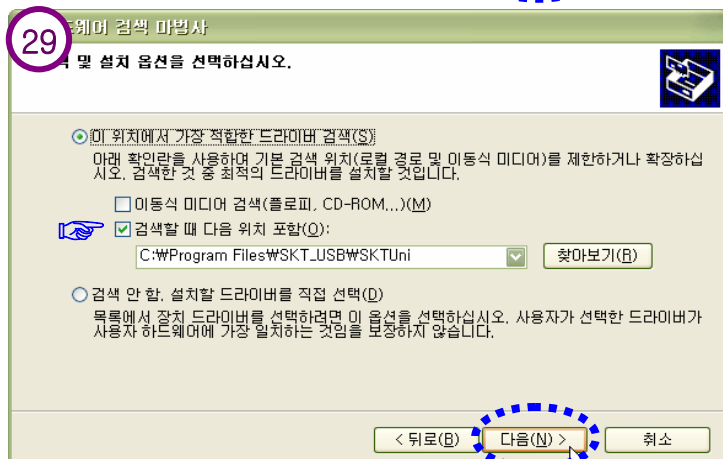 29
드웨어 검색 마법사
및 설치 옵션을 선택하십시오.
이 위치에서 가장 적합한 드라이버 검색(S)
아래 확인란을 사용하여 기본 검색 위치(로컬 경로 및 이동식 미디어)를 제한하거나 확장하십
시오. 검색한 것 중 최적의 드라이버를 설치할 것입니다.
이동식 미디어 검색(플로피, CD-ROM...)(M)
검색할 때 다음 위치 포함(O):
C:₩Program Files₩SKT_USB₩SKTUni
찾아보기(R)
검색 안 함. 설치할 드라이버를 직접 선택(D)
목록에서 장치 드라이버를 선택하려면 이 옵션을 선택하십시오. 사용자가 선택한 드라이버가
사용자 하드웨어에 가장 일치하는 것임을 보장하지 않습니다.
< 뒤로(B) 다음(N) > 취소